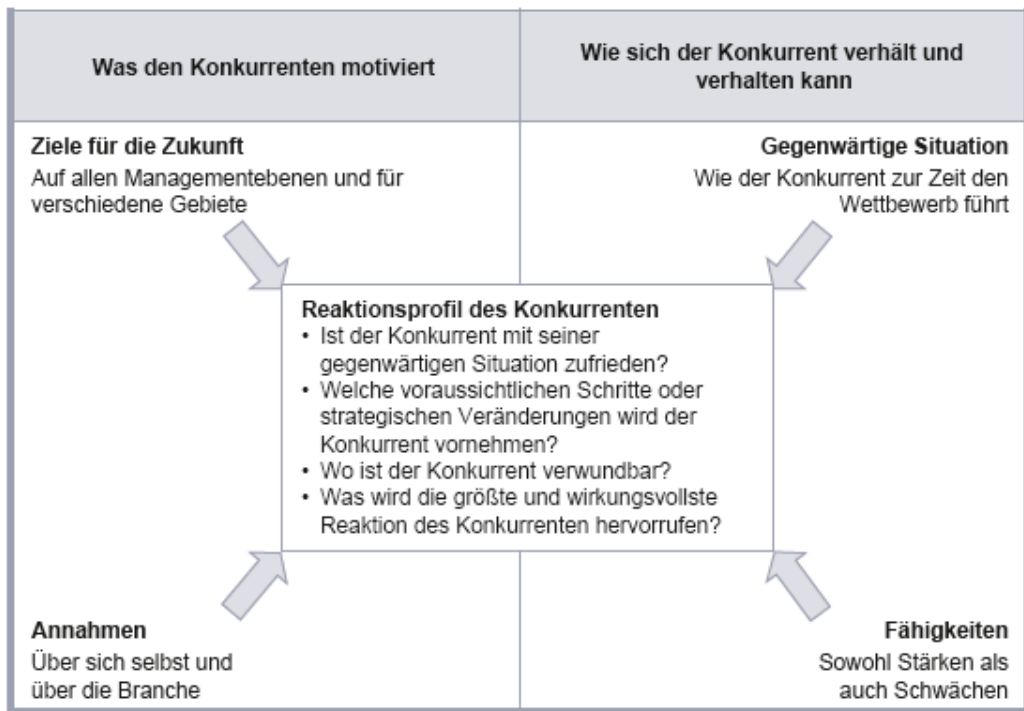 Was den Konkurrenten motiviert
Wie sich der Konkurrent verhält und
verhalten kann
Ziele für die Zukunft
Auf allen Managementebenen und für
verschiedene Gebiete
Gegenwärtige Situation
Wie der Konkurrent zur Zeit den
Wettbewerb führt
Reaktionsprofil des Konkurrenten
• Ist der Konkurrent mit seiner
gegenwärtigen Situation zufrieden?
• Welche voraussichtlichen Schritte oder
strategischen Veränderungen wird der
Konkurrent vornehmen?
• Wo ist der Konkurrent verwundbar?
• Was wird die größte und wirkungsvollste
Reaktion des Konkurrenten hervorrufen?
Annahmen
Über sich selbst und
über die Branche
Fähigkeiten
Sowohl Stärken als
auch Schwächen